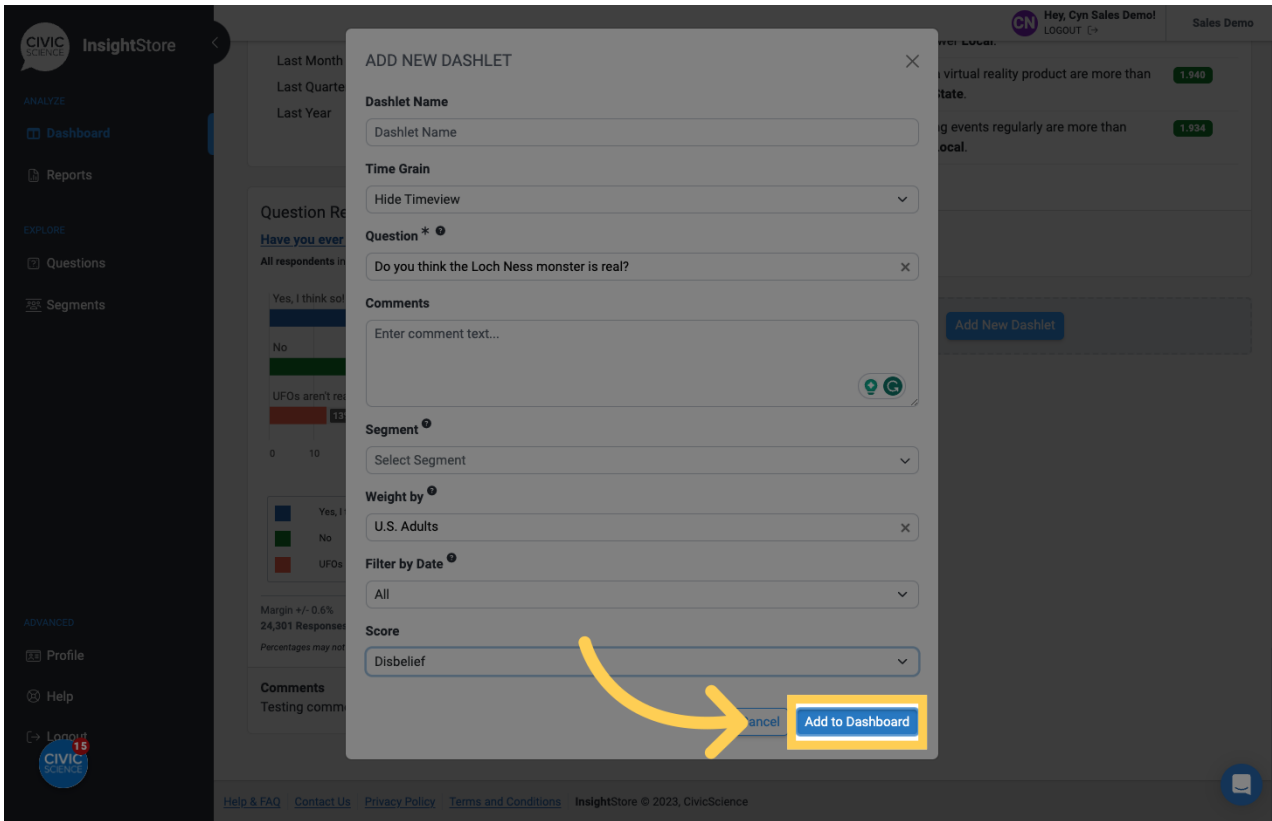 CIVIC
SCIENCE
InsightStore
ANALYZE
Dashboard
Reports
EXPLORE
Questions
Segments
ADVANCED
Profile
Help
Logout
15
CIVIC
SCIENCE
CN
Hey, Cyn Sales Demo!
LOGOUT
Sales Demo
Last Month
Last Quarte
Last Year
Local.
virtual reality product are more than
1.940
State.
g events regularly are more than
1.934
ocal.
Question Re
Have you ever
All respondents in
Yes, I think so!
No
UFOs aren't rea
13
0
10
Yes, I
No
UFOs
Margin +/- 0.6%
24,301 Responses
Percentages may not
Comments
Testing comm
Add New Dashlet
ADD NEW DASHLET
Dashlet Name
Dashlet Name
Time Grain
Hide Timeview
Question *
Do you think the Loch Ness monster is real?
Comments
Enter comment text...
Segment
Select Segment
Weight by
U.S. Adults
Filter by Date
All
Score
Disbelief
ancel
Add to Dashboard
Help & FAQ
Contact Us
Privacy Policy
Terms and Conditions
InsightStore © 2023, CivicScience